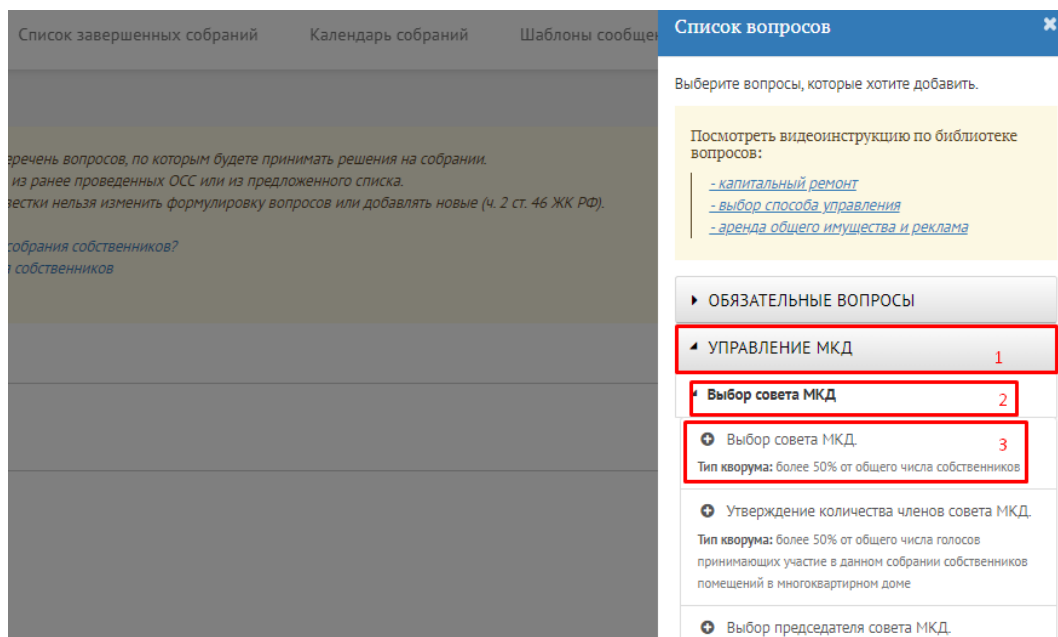 Список завершенных собраний
Календарь собраний
Шаблоны сообще
Список вопросов
Выберите вопросы, которые хотите добавить.
Посмотреть видеоинструкцию по библиотеке
вопросов:
- капитальный ремонт
- выбор способа управления
- аренда общего имущества и реклама
еречень вопросов, по которым будете принимать решения на собрании.
из ранее проведенных ОСС или из предложенного списка.
вестки нельзя изменить формулировку вопросов или добавлять новые (ч. 2 ст. 46 ЖК РФ).
собрания собственников?
собственников
ОБЯЗАТЕЛЬНЫЕ ВОПРОСЫ
УПРАВЛЕНИЕ МКД 1
Выбор совета МКД 2
Выбор совета МКД. 3
Тип кворума: более 50% от общего числа собственников
Утверждение количества членов совета МКД.
Тип кворума: более 50% от общего числа голосов
принимающих участие в данном собрании собственников
помещений в многоквартирном доме
Выбор председателя совета МКД.